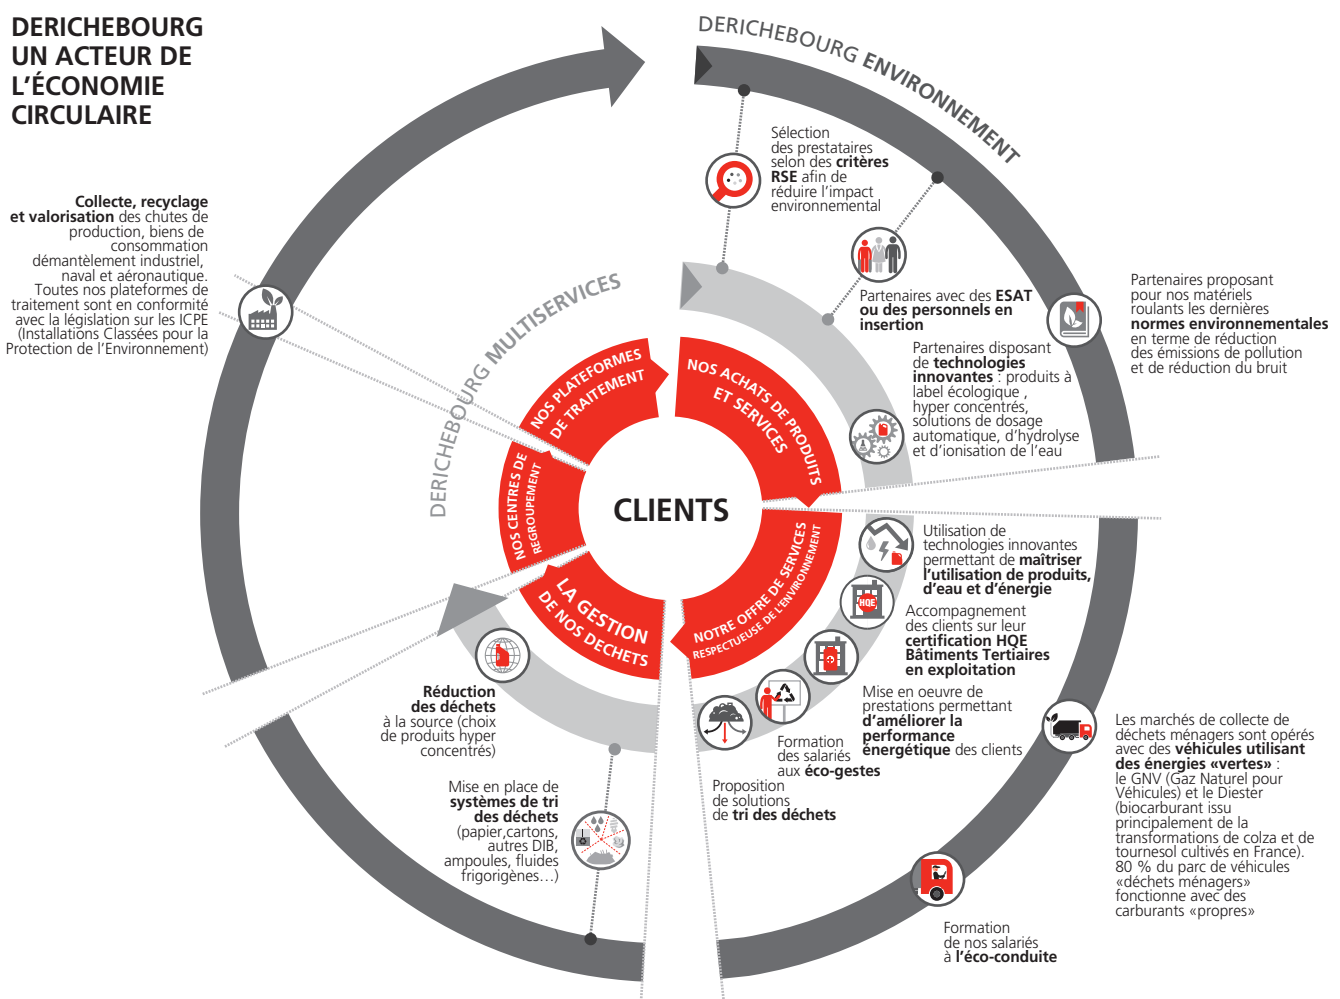 DERICHEBOURG
UN ACTEUR DE
L'ÉCONOMIE
CIRCULAIRE
DERICHEBOURG ENVIRONNEMENT
Sélection
des prestataires
selon des critères
RSE afin de
réduire l'impact
environnemental
Partenaires avec des ESAT
ou des personnels en
insertion
Partenaires disposant
de technologies
innovantes : produits à
label écologique ,
hyper concentrés,
solutions de dosage
automatique, d'hydrolyse
et d'ionisation de l'eau
Partenaires proposant
pour nos matériels
roulants les dernières
normes environnementales
en terme de réduction
des émissions de pollution
et de réduction du bruit
Collecte, recyclage
et valorisation des chutes de
production, biens de
consommation
démantèlement industriel,
naval et aéronautique.
Toutes nos plateformes de
traitement sont en conformité
avec la législation sur les ICPE
(Installations Classées pour la
Protection de l'Environnement)
DERICHEBOURG MULTISERVICES
NOS PLATEFORMES
DE TRAITEMENT
NOS ACHATS DE PRODUITS
ET SERVICES
NOS CENTRES DE
REGROUPEMENT
CLIENTS
LA GESTION
DE NOS DECHETS
NOTRE OFFRE DE SERVICES
RESPECTUEUSE DE L'ENVIRONNEMENT
Utilisation de
technologies innovantes
permettant de maîtriser
l'utilisation de produits,
d'eau et d'énergie
HQE
Accompagnement
des clients sur leur
certification HQE
Bâtiments Tertiaires
en exploitation
Mise en oeuvre de
prestations permettant
d'améliorer la
performance
énergétique des clients
Formation
des salariés
aux éco-gestes
Proposition
de solutions
de tri des déchets
Réduction
des déchets
à la source (choix
de produits hyper
concentrés)
Mise en place de
systèmes de tri
des déchets
(papier,cartons,
autres DIB,
ampoules, fluides
frigorigènes...)
Les marchés de collecte de
déchets ménagers sont opérés
avec des véhicules utilisant
des énergies «vertes» :
le GNV (Gaz Naturel pour
Véhicules) et le Diester
(biocarburant issu
principalement de la
transformations de colza et de
tournesol cultivés en France).
80 % du parc de véhicules
«déchets ménagers»
fonctionne avec des
carburants «propres»
Formation
de nos salariés
à l'éco-conduite